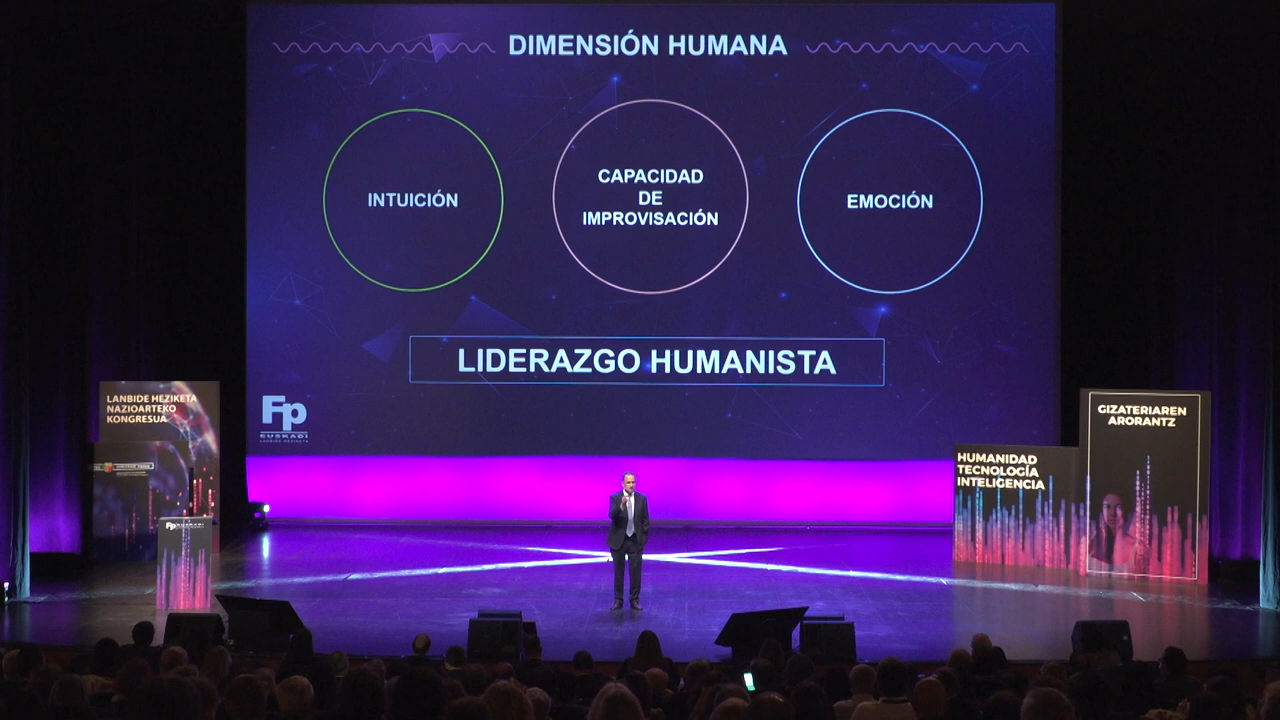 DIMENSIÓN HUMANA
INTUICIÓN
CAPACIDAD
DE
IMPROVISACIÓN
EMOCIÓN
LIDERAZGO HUMANISTA
Fp
EUSKADI
LANBIDE HEZIKETA
LANBIDE HEZIKETA
NAZIOARTEKO
KONGRESUA
Fp
HUMANIDAD
TECNOLOGÍA
INTELIGENCIA
GIZATERIAREN
ARORANTZ